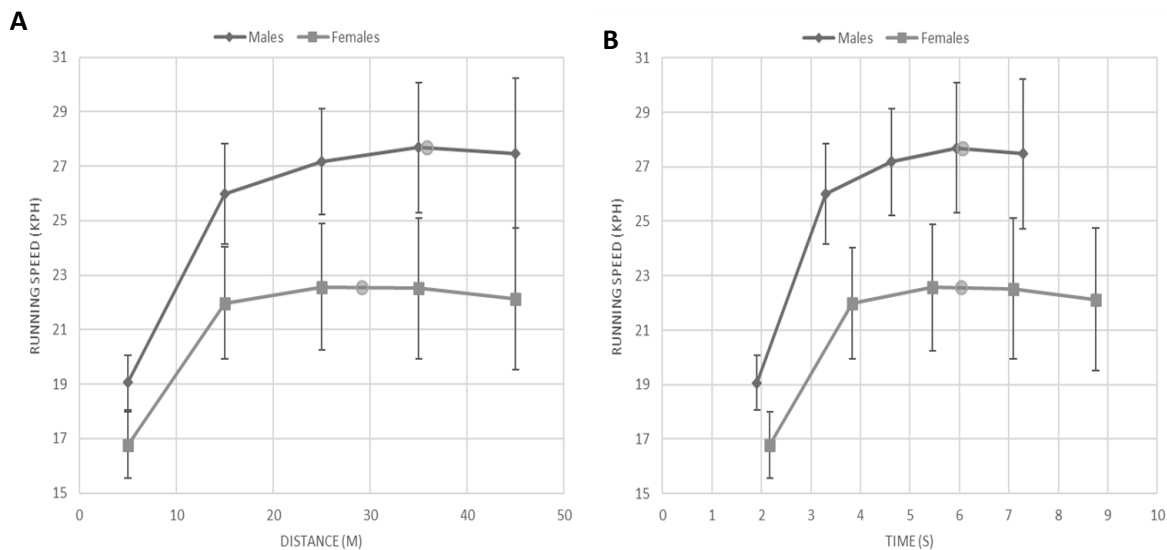 A
Males Females
31
29
27
25
23
21
19
17
15
RUNNING SPEED (KPH)
0 10 20 30 40 50
DISTANCE (M)
B
Males Females
31
29
27
25
23
21
19
17
15
RUNNING SPEED (KPH)
0 1 2 3 4 5 6 7 8 9 10
TIME (S)